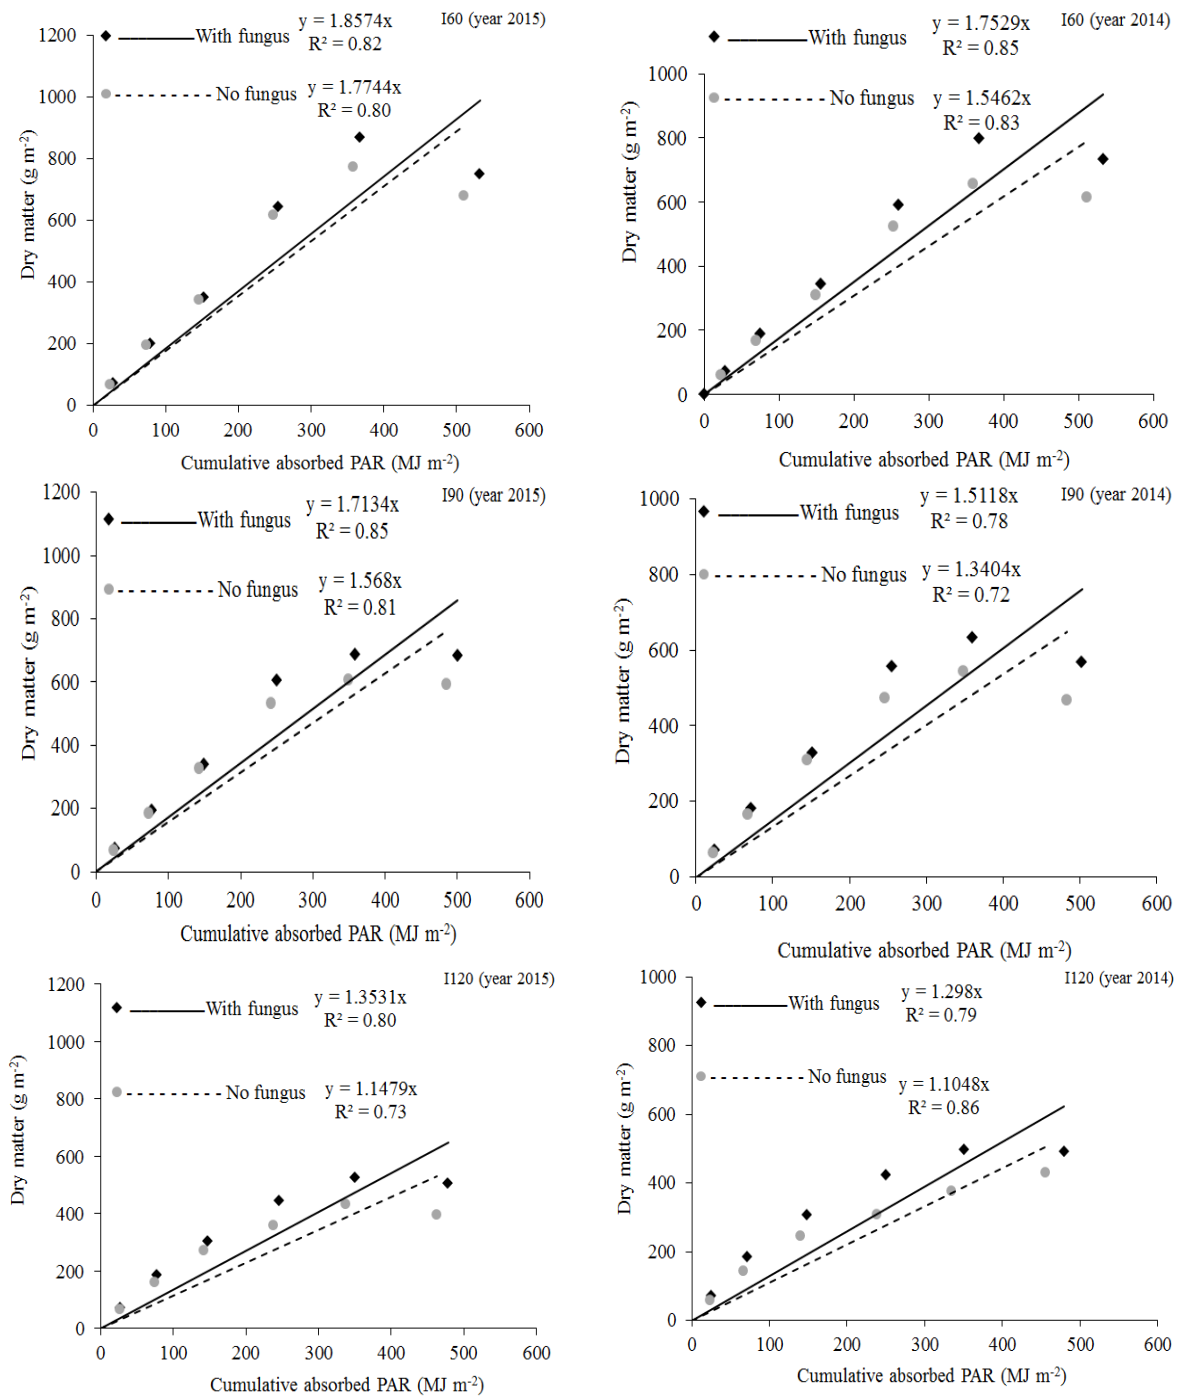 I60 (year 2015)
y = 1.8574x
With fungus
R² = 0.82
No fungus
y = 1.7744x
R² = 0.80
1200
1000
800
600
400
200
0
Dry matter (g m⁻²)
0 100 200 300 400 500 600
Cumulative absorbed PAR (MJ m⁻²)
I60 (year 2014)
y = 1.7529x
With fungus
R² = 0.85
No fungus
y = 1.5462x
R² = 0.83
1000
800
600
400
200
0
Dry matter (g m⁻²)
0 100 200 300 400 500 600
Cumulative absorbed PAR (MJ m⁻²)
I90 (year 2015)
y = 1.7134x
With fungus
R² = 0.85
No fungus
y = 1.568x
R² = 0.81
1200
1000
800
600
400
200
0
Dry matter (g m⁻²)
0 100 200 300 400 500 600
Cumulative absorbed PAR (MJ m⁻²)
I90 (year 2014)
y = 1.5118x
With fungus
R² = 0.78
No fungus
y = 1.3404x
R² = 0.72
1000
800
600
400
200
0
Dry matter (g m⁻²)
0 100 200 300 400 500 600
Cumulative absorbed PAR (MJ m⁻²)
I120 (year 2015)
y = 1.3531x
With fungus
R² = 0.80
No fungus
y = 1.1479x
R² = 0.73
1200
1000
800
600
400
200
0
Dry matter (g m⁻²)
0 100 200 300 400 500 600
Cumulative absorbed PAR (MJ m⁻²)
I120 (year 2014)
y = 1.298x
With fungus
R² = 0.79
No fungus
y = 1.1048x
R² = 0.86
1000
800
600
400
200
0
Dry matter (g m⁻²)
0 100 200 300 400 500 600
Cumulative absorbed PAR (MJ m⁻²)